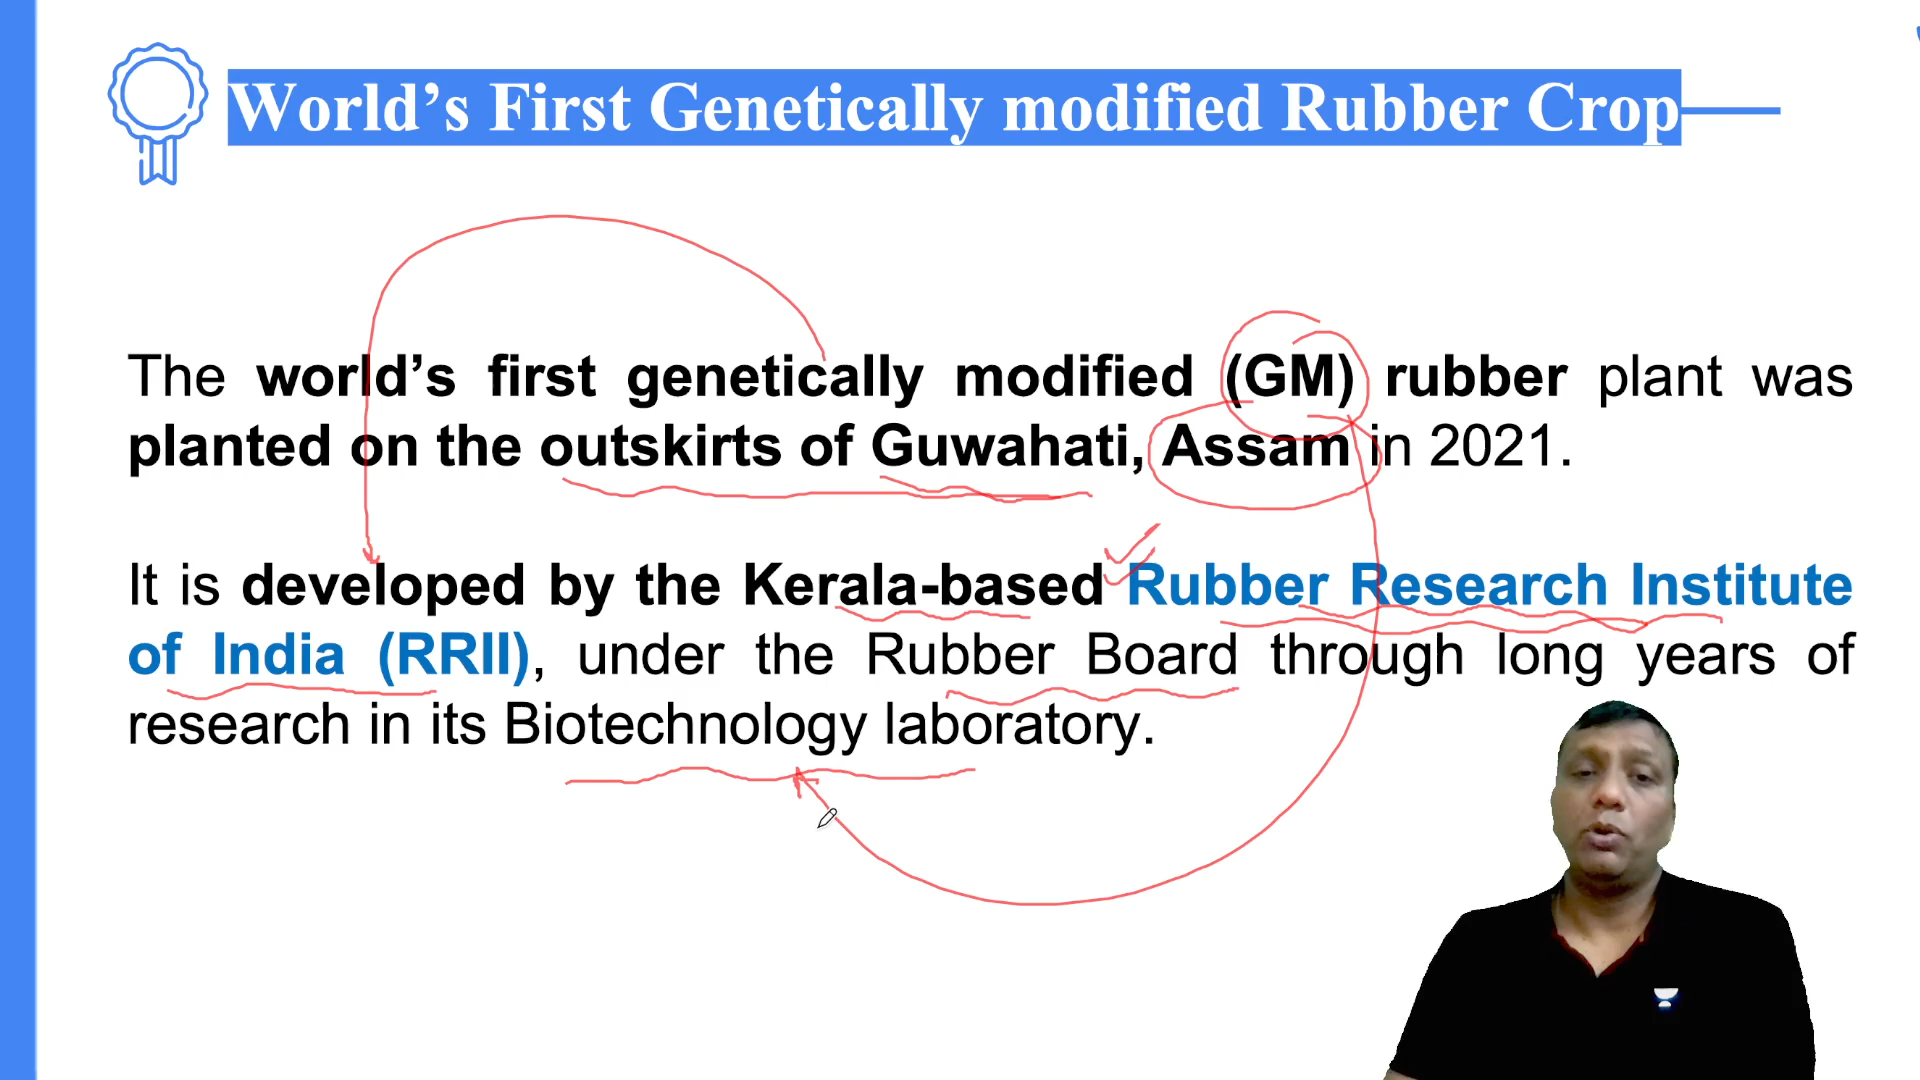 World’s First Genetically modified Rubber Crop
The world’s first genetically modified (GM) rubber plant was
planted on the outskirts of Guwahati, Assam in 2021.
It is developed by the Kerala-based Rubber Research Institute
of India (RRII), under the Rubber Board through long years of
research in its Biotechnology laboratory.